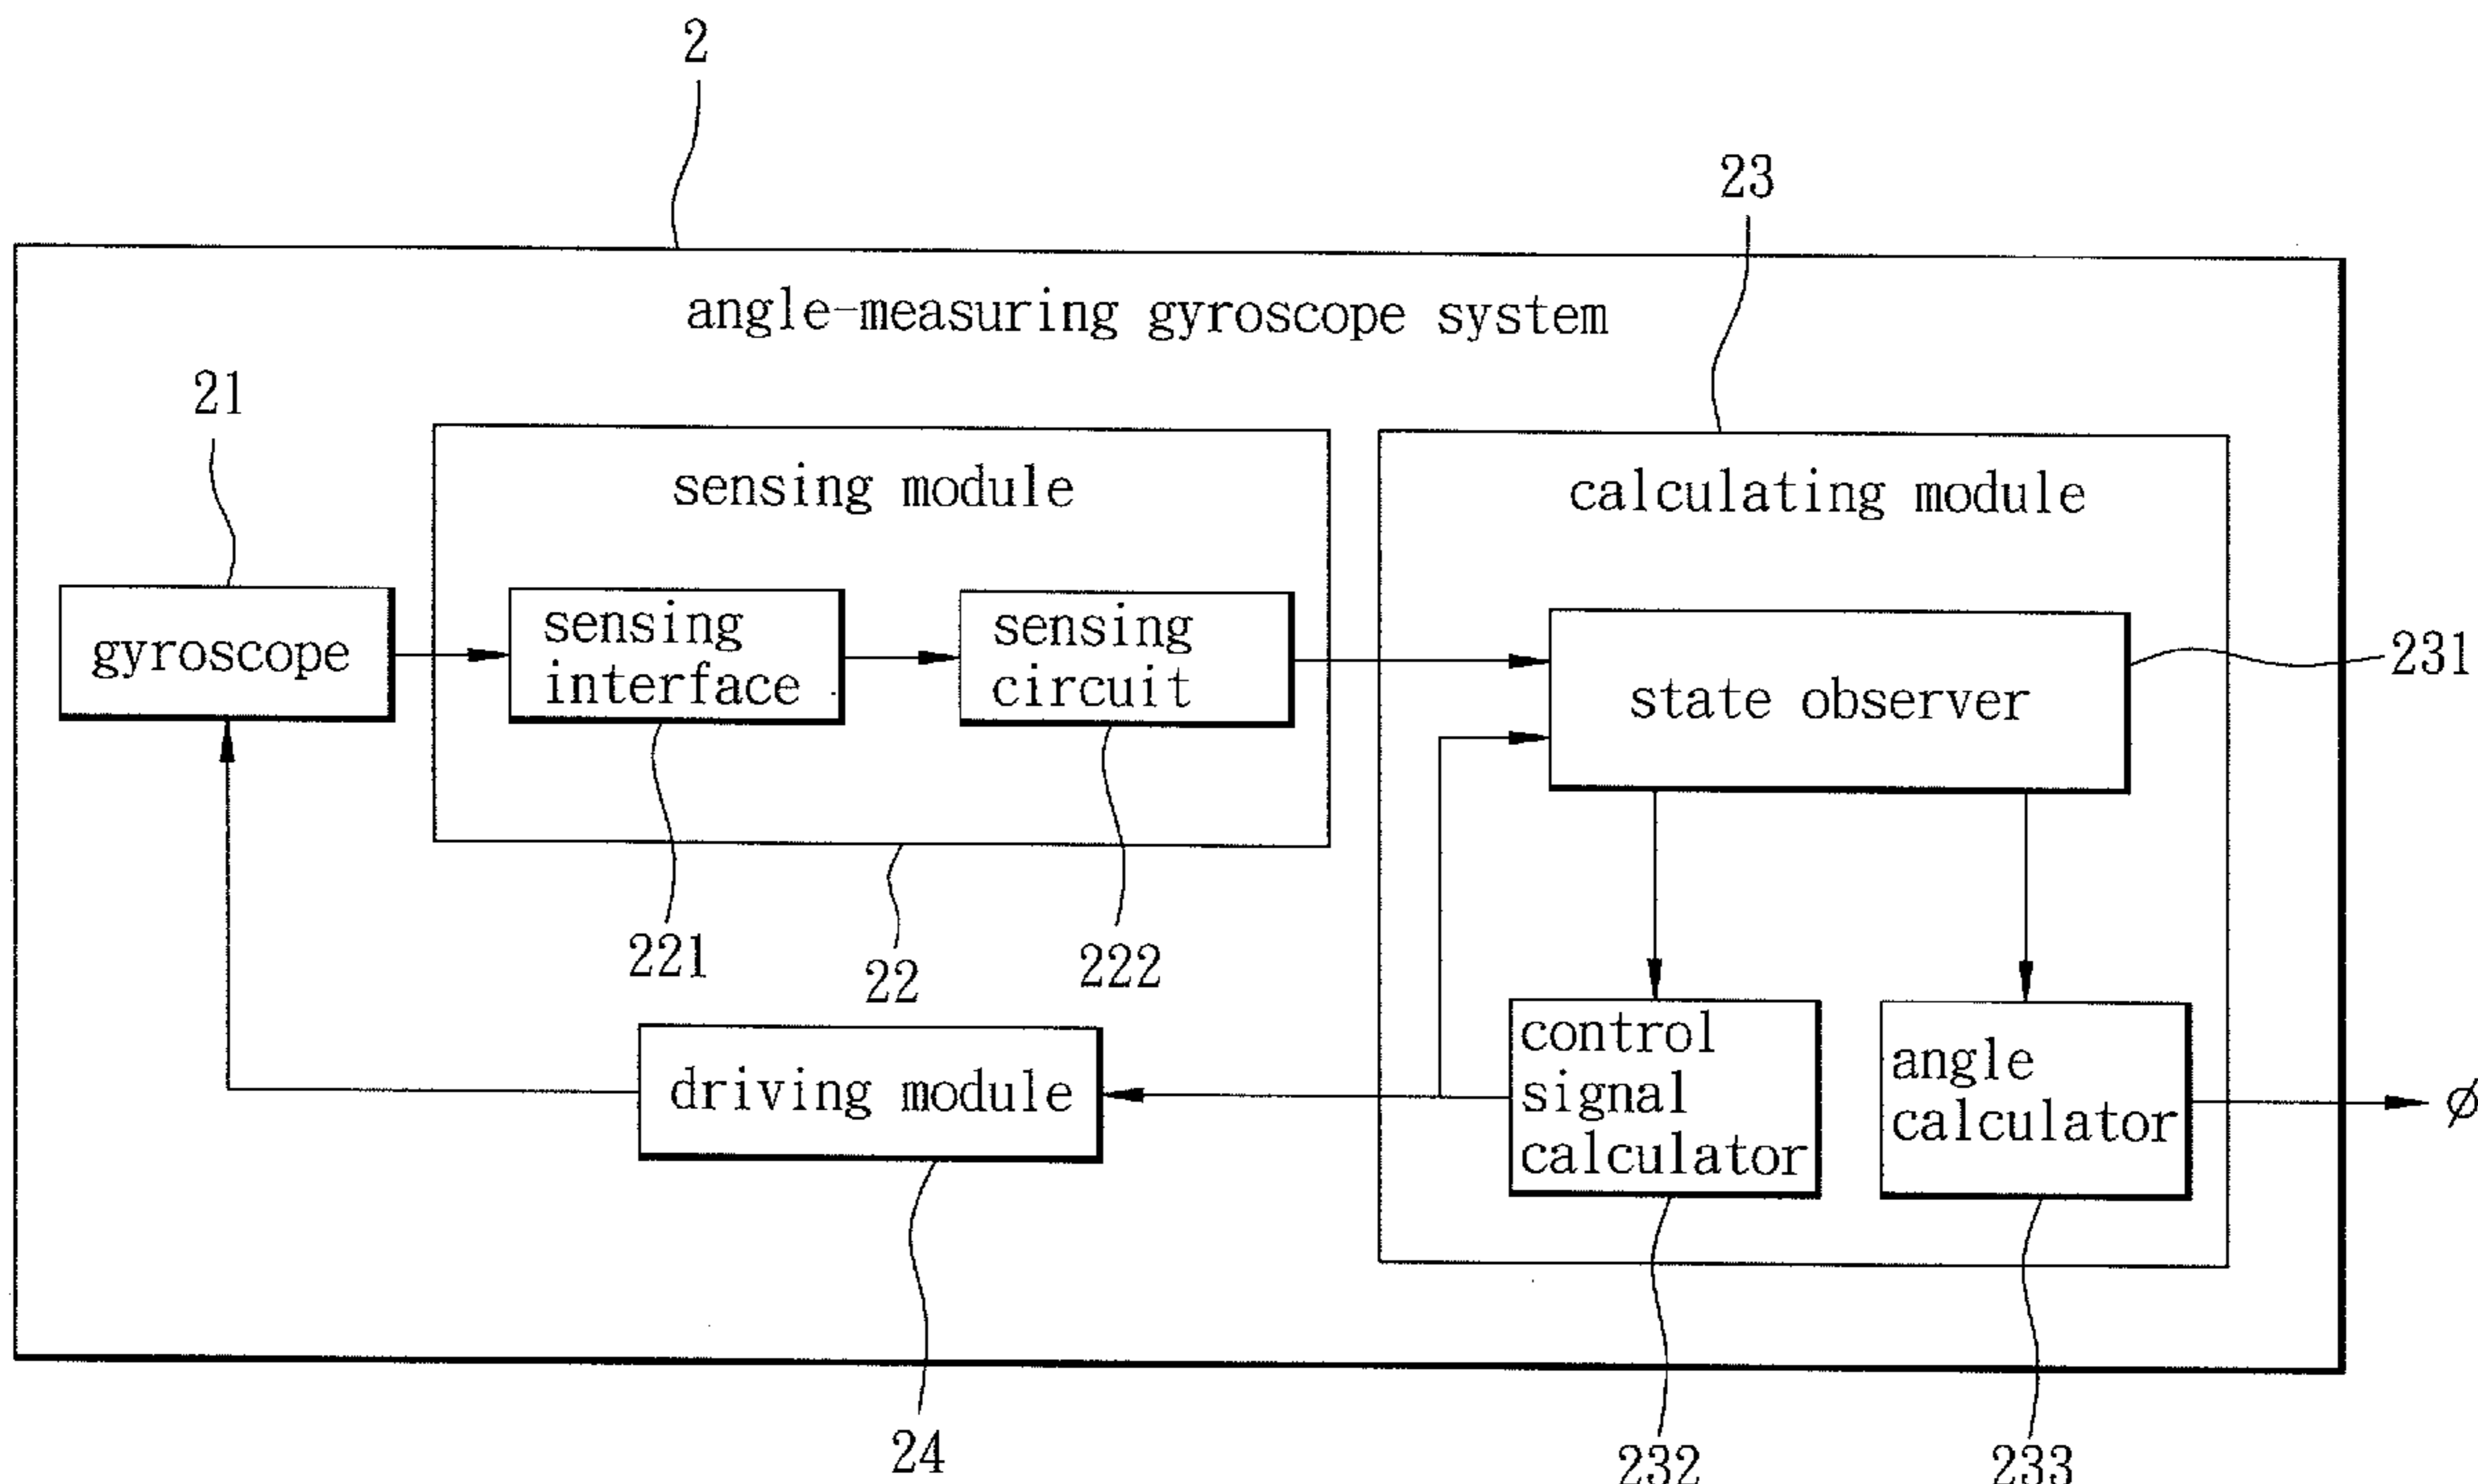 2
23
angle-measuring gyroscope system
21
sensing module
calculating module
gyroscope
sensing
interface
sensing
circuit
state observer
231
221
22
222
driving module
control
signal
calculator
angle
calculator
ø
24
232
233